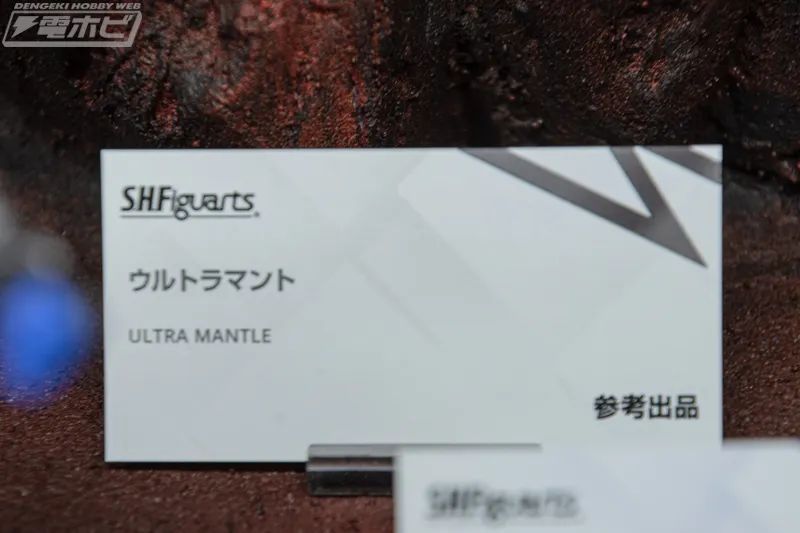 DENGEKI HOBBY WEB
電ホビ
S.H.Figuarts
ウルトラマント
ULTRA MANTLE
参考出品
S.H.Figuarts